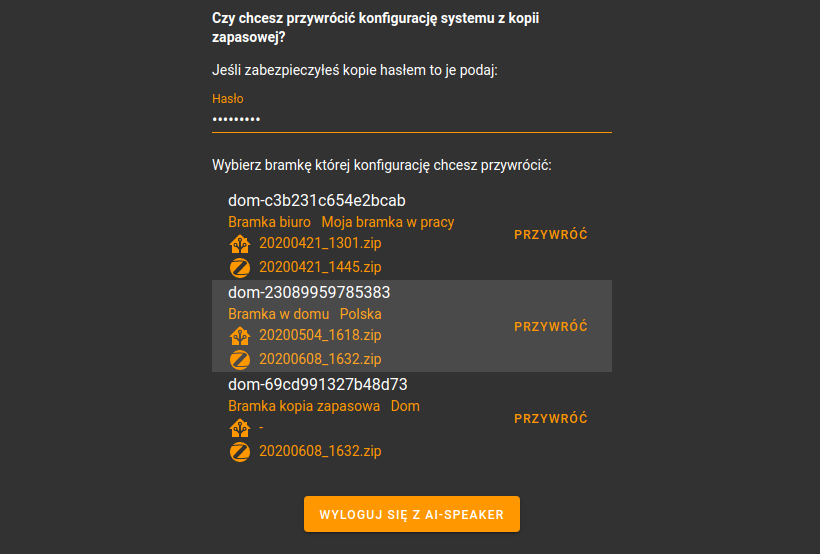 Czy chcesz przywrócić konfigurację systemu z kopii
zapasowej?
Jeśli zabezpieczyłeś kopie hasłem to je podaj:
Hasło
•••••••••
Wybierz bramkę której konfigurację chcesz przywrócić:
dom-c3b231c654e2bcab
Bramka biuro Moja bramka w pracy
20200421_1301.zip
PRZYWRÓĆ
20200421_1445.zip
dom-23089959785383
Bramka w domu Polska
20200504_1618.zip
PRZYWRÓĆ
20200608_1632.zip
dom-69cd991327b48d73
Bramka kopia zapasowa Dom
-
PRZYWRÓĆ
20200608_1632.zip
WYLOGUJ SIĘ Z AI-SPEAKER